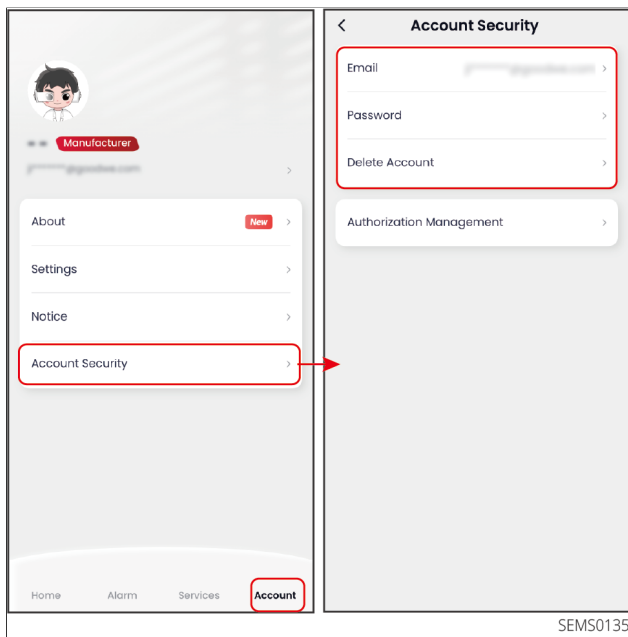 Manufacturer
About
New
Settings
Notice
Account Security
Home
Alarm
Services
Account
Account Security
Email
Password
Delete Account
Authorization Management
SEMS0135